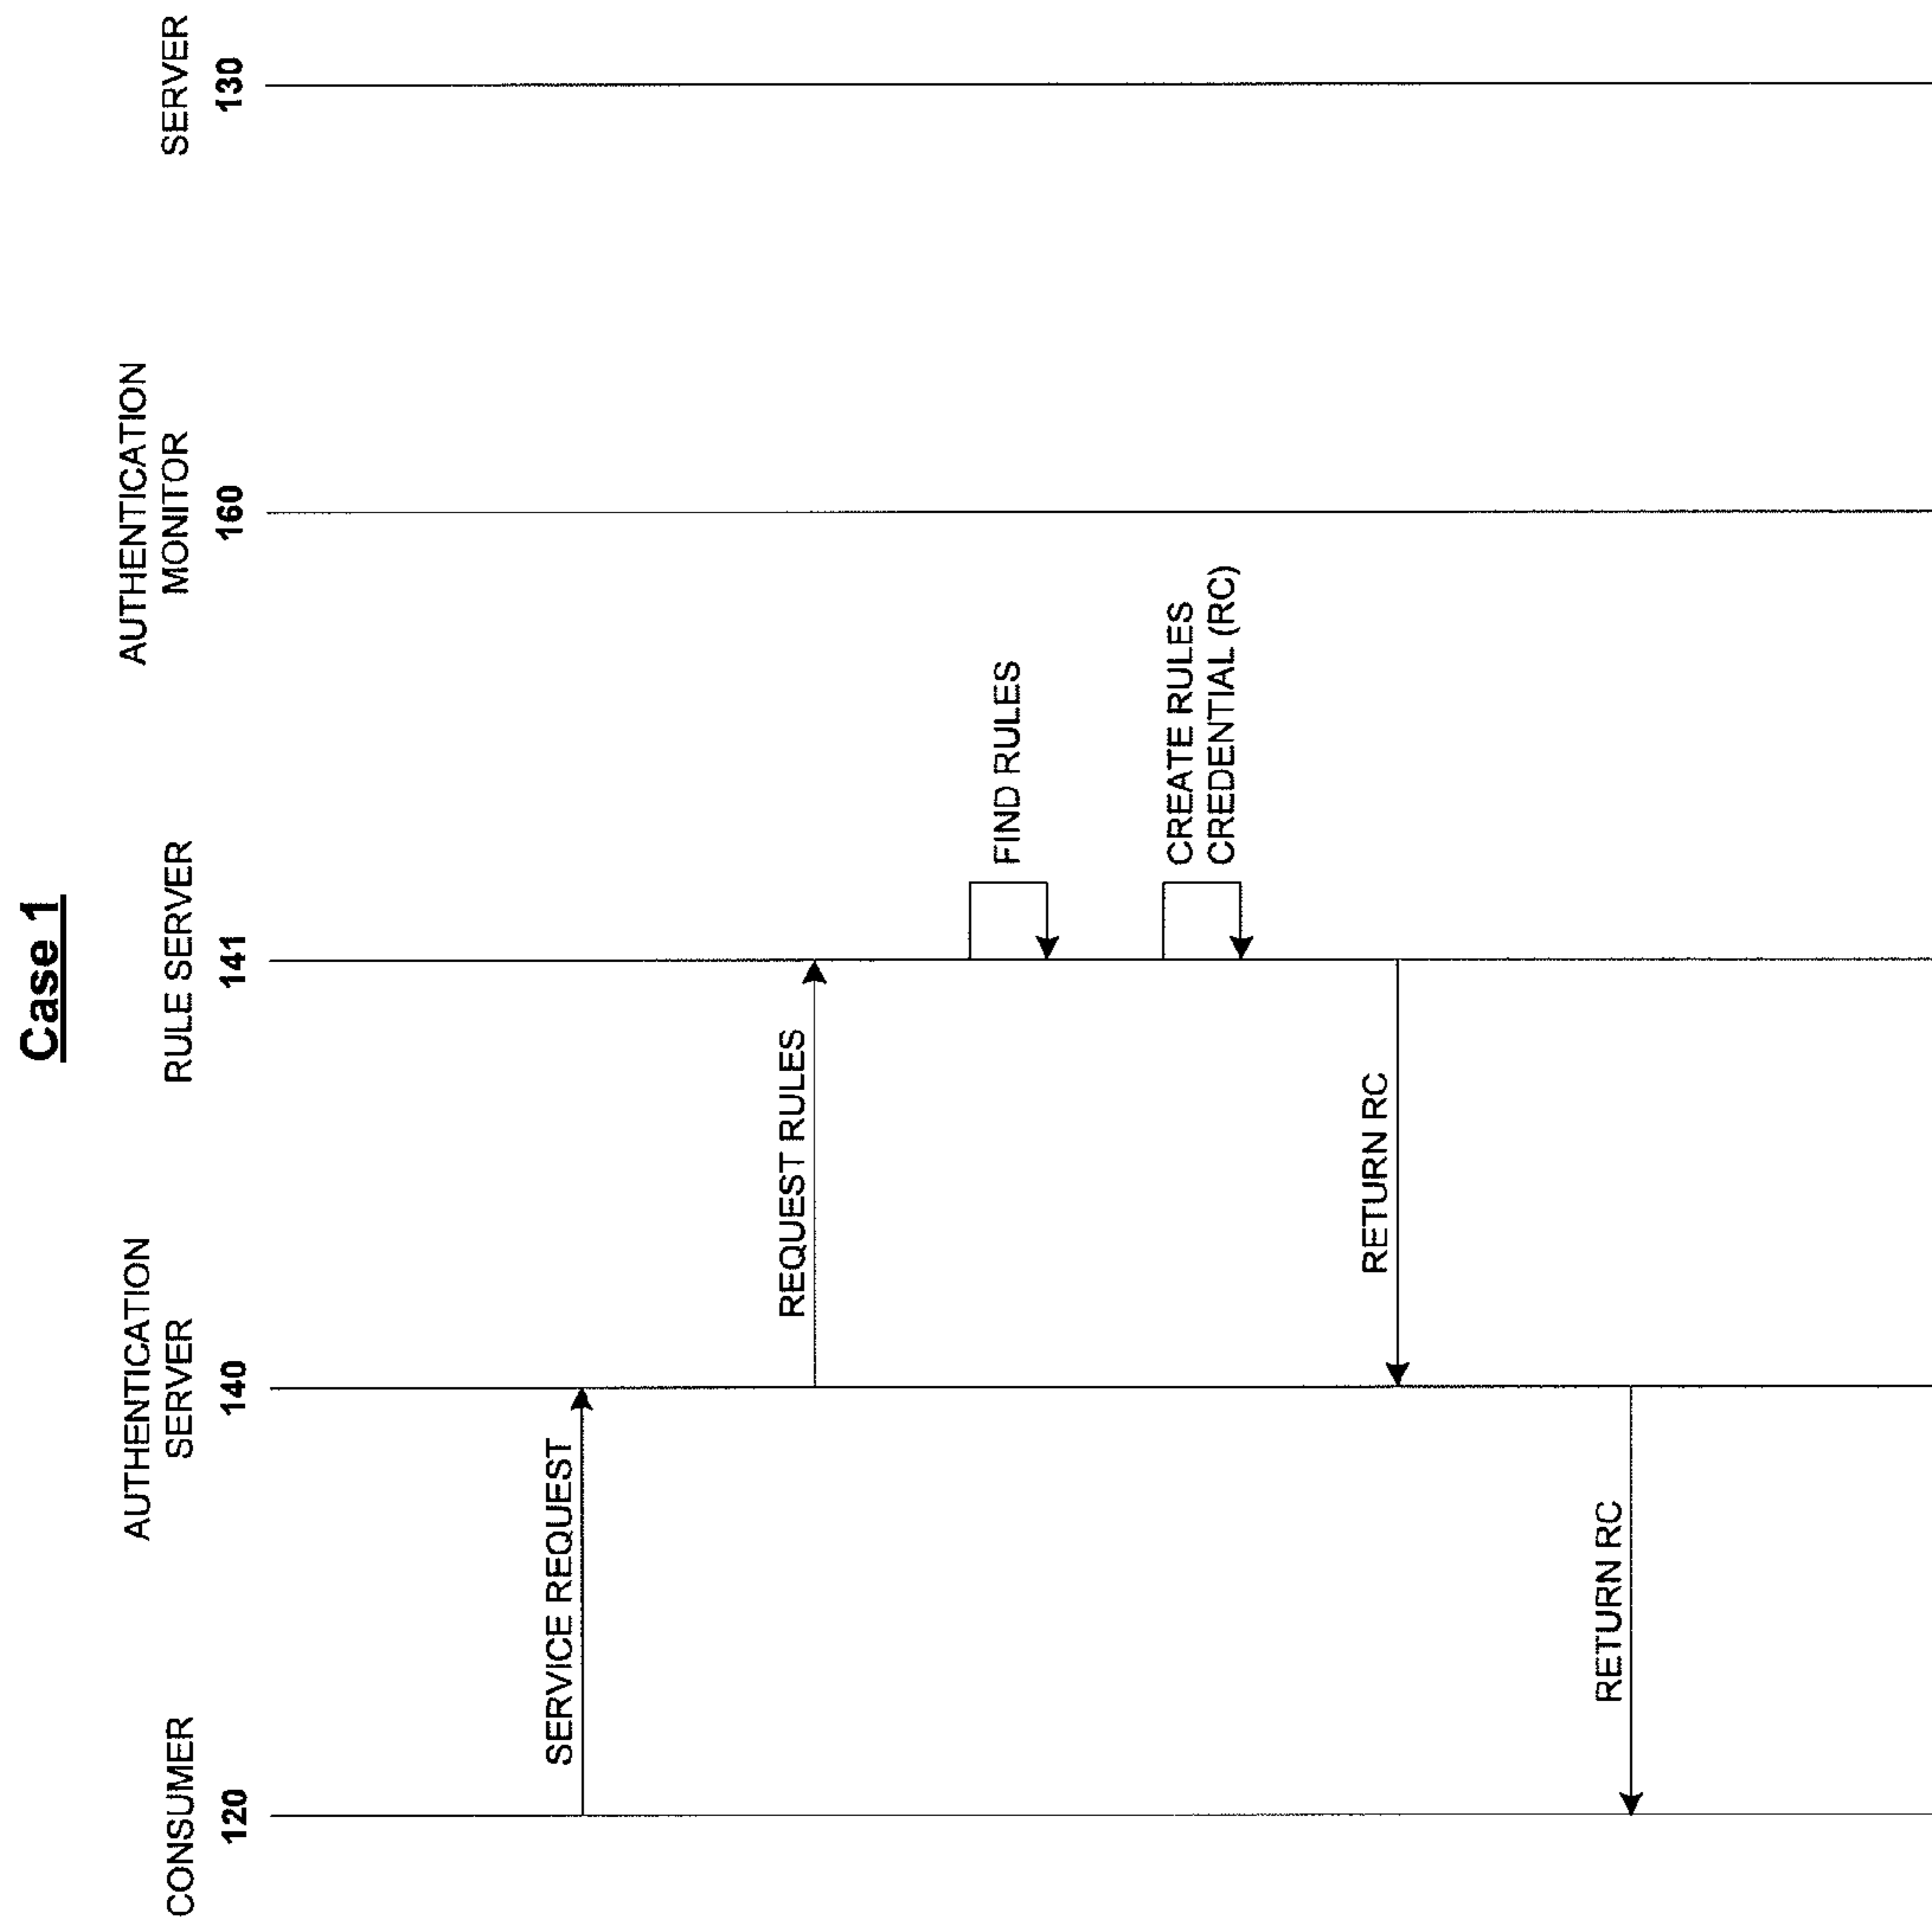 Case 1
CONSUMER
120
AUTHENTICATION
SERVER
140
RULE SERVER
141
AUTHENTICATION
MONITOR
160
SERVER
130
SERVICE REQUEST
REQUEST RULES
FIND RULES
CREATE RULES
CREDENTIAL (RC)
RETURN RC
RETURN RC